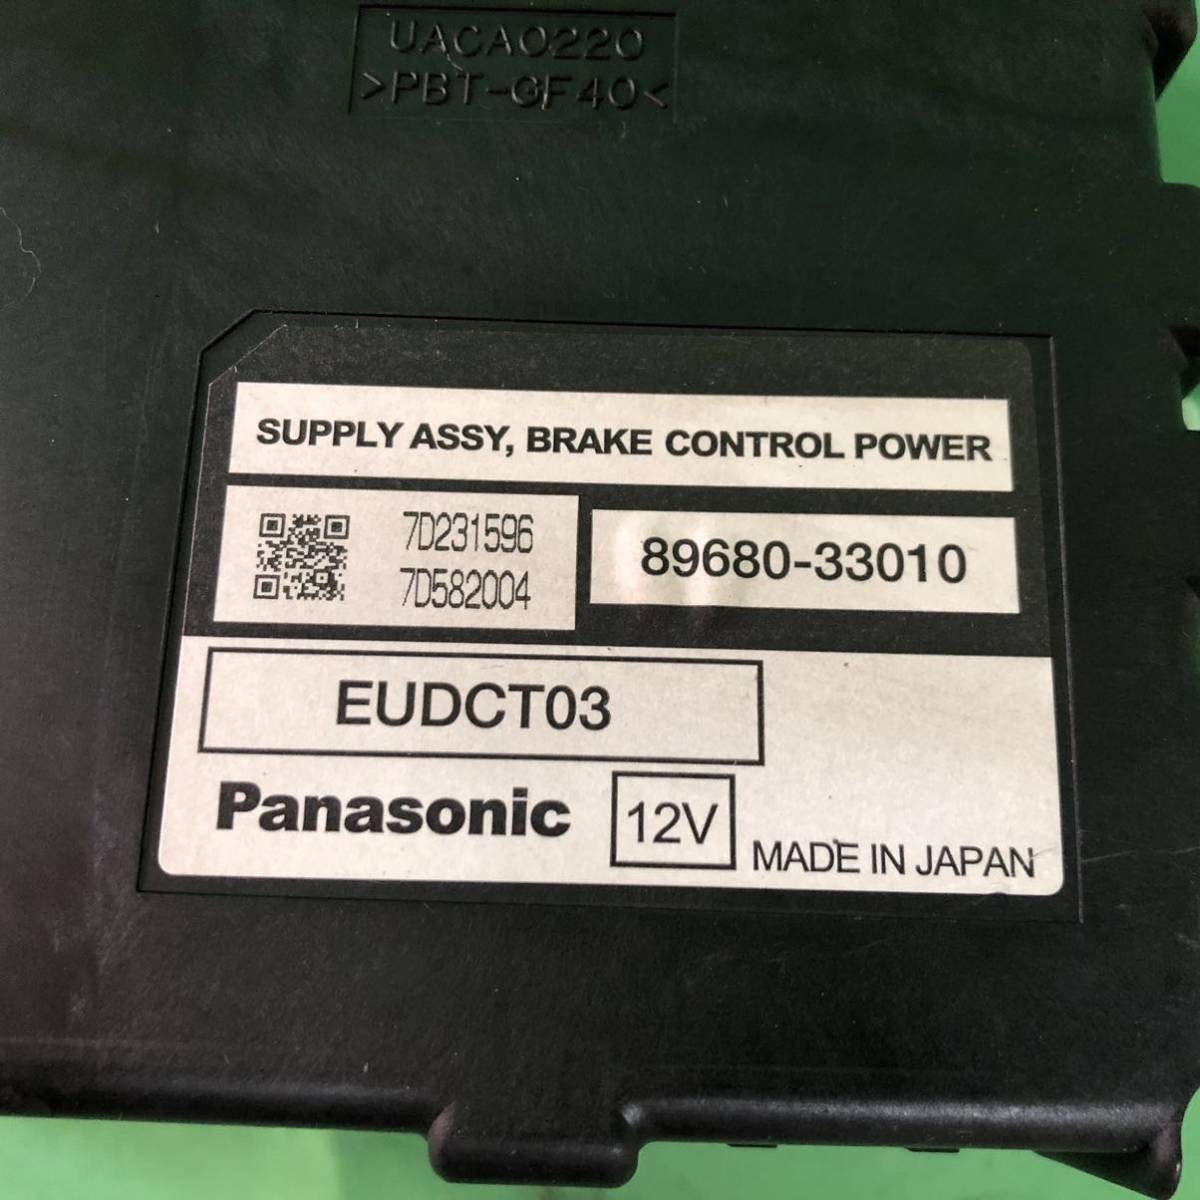 UACA0220
>PBT-GF40<
SUPPLY ASSY, BRAKE CONTROL POWER
7D231596
7D582004
89680-33010
EUDCT03
Panasonic
12V
MADE IN JAPAN